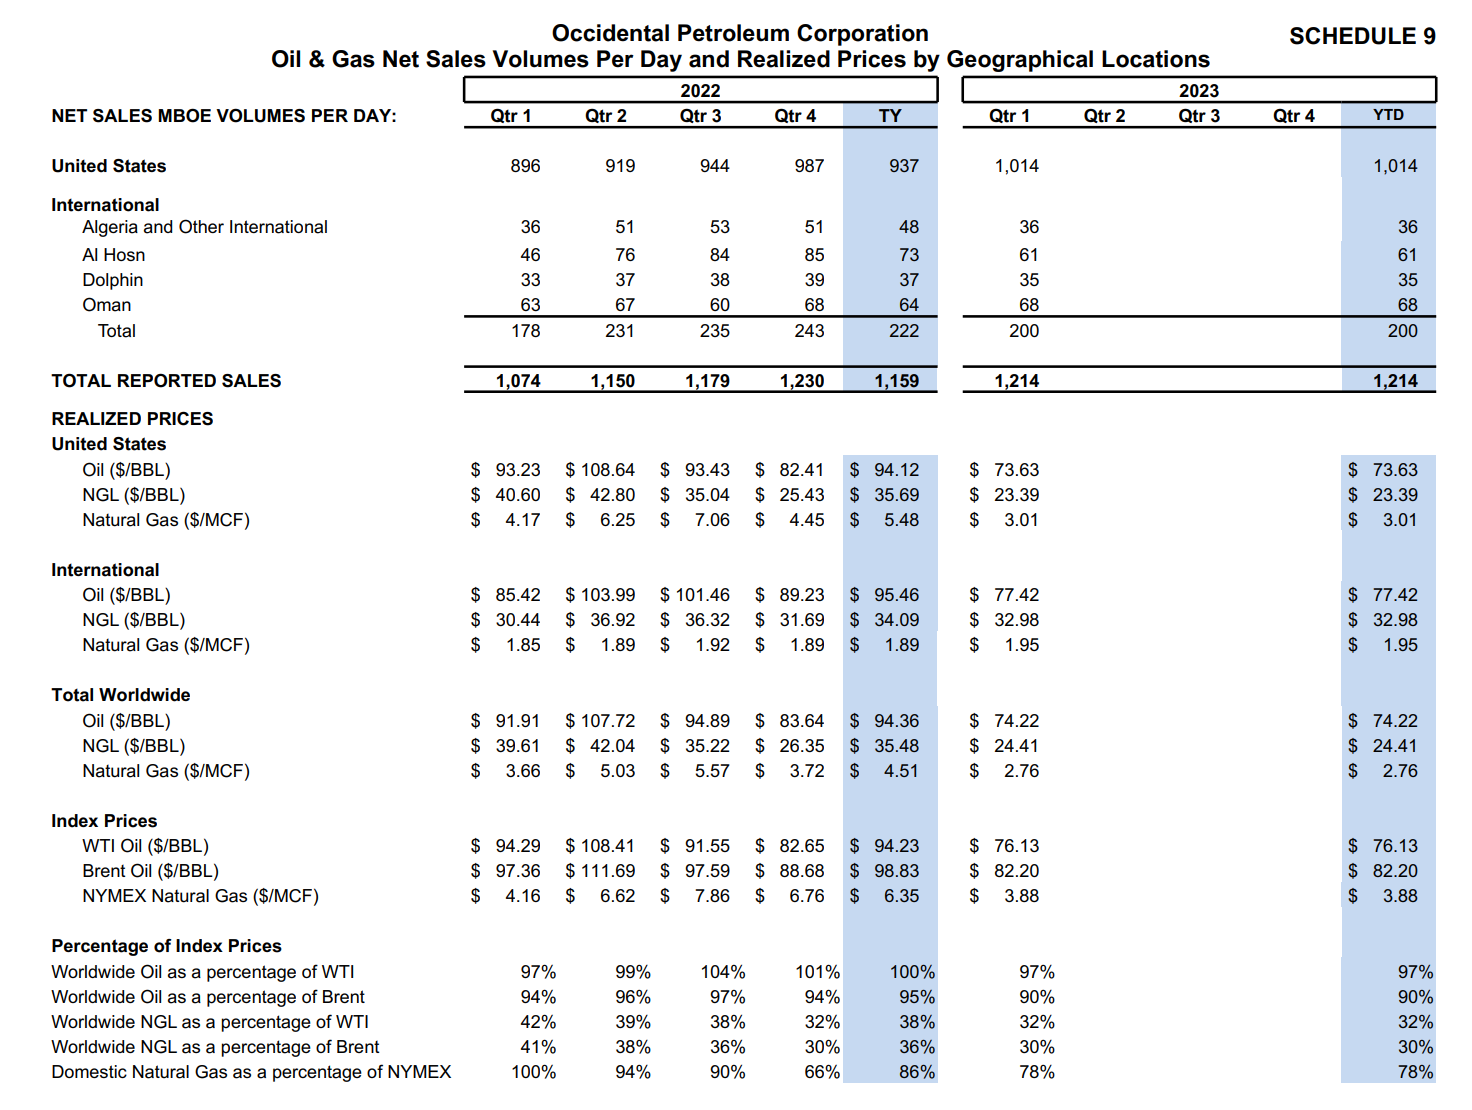 Occidental Petroleum Corporation SCHEDULE 9
Oil & Gas Net Sales Volumes Per Day and Realized Prices by Geographical Locations
2022 2023
NET SALES MBOE VOLUMES PER DAY: Qtr 1 Qtr 2 Qtr 3 Qtr 4 TY Qtr 1 Qtr 2 Qtr 3 Qtr 4 YTD
United States 896 919 944 987 937 1,014 1,014
International
Algeria and Other International 36 51 53 51 48 36 36
Al Hosn 46 76 84 85 73 61 61
Dolphin 33 37 38 39 37 35 35
Oman 63 67 60 68 64 68 68
Total 178 231 235 243 222 200 200
TOTAL REPORTED SALES 1,074 1,150 1,179 1,230 1,159 1,214 1,214
REALIZED PRICES
United States
Oil ($/BBL) $ 93.23 $ 108.64 $ 93.43 $ 82.41 $ 94.12 $ 73.63 $ 73.63
NGL ($/BBL) $ 40.60 $ 42.80 $ 35.04 $ 25.43 $ 35.69 $ 23.39 $ 23.39
Natural Gas ($/MCF) $ 4.17 $ 6.25 $ 7.06 $ 4.45 $ 5.48 $ 3.01 $ 3.01
International
Oil ($/BBL) $ 85.42 $ 103.99 $ 101.46 $ 89.23 $ 95.46 $ 77.42 $ 77.42
NGL ($/BBL) $ 30.44 $ 36.92 $ 36.32 $ 31.69 $ 34.09 $ 32.98 $ 32.98
Natural Gas ($/MCF) $ 1.85 $ 1.89 $ 1.92 $ 1.89 $ 1.89 $ 1.95 $ 1.95
Total Worldwide
Oil ($/BBL) $ 91.91 $ 107.72 $ 94.89 $ 83.64 $ 94.36 $ 74.22 $ 74.22
NGL ($/BBL) $ 39.61 $ 42.04 $ 35.22 $ 26.35 $ 35.48 $ 24.41 $ 24.41
Natural Gas ($/MCF) $ 3.66 $ 5.03 $ 5.57 $ 3.72 $ 4.51 $ 2.76 $ 2.76
Index Prices
WTI Oil ($/BBL) $ 94.29 $ 108.41 $ 91.55 $ 82.65 $ 94.23 $ 76.13 $ 76.13
Brent Oil ($/BBL) $ 97.36 $ 111.69 $ 97.59 $ 88.68 $ 98.83 $ 82.20 $ 82.20
NYMEX Natural Gas ($/MCF) $ 4.16 $ 6.62 $ 7.86 $ 6.76 $ 6.35 $ 3.88 $ 3.88
Percentage of Index Prices
Worldwide Oil as a percentage of WTI 97% 99% 104% 101% 100% 97% 97%
Worldwide Oil as a percentage of Brent 94% 96% 97% 94% 95% 90% 90%
Worldwide NGL as a percentage of WTI 42% 39% 38% 32% 38% 32% 32%
Worldwide NGL as a percentage of Brent 41% 38% 36% 30% 36% 30% 30%
Domestic Natural Gas as a percentage of NYMEX 100% 94% 90% 66% 86% 78% 78%